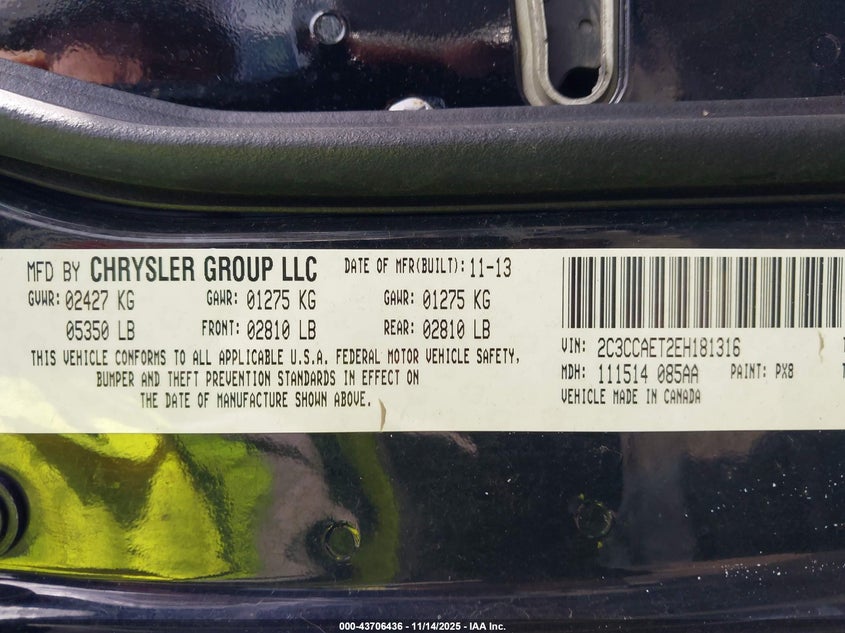 MFD BY CHRYSLER GROUP LLC DATE OF MFR(BUILT): 11-13
GVWR: 02427 KG GAWR: 01275 KG GAWR: 01275 KG
05350 LB FRONT: 02810 LB REAR: 02810 LB
THIS VEHICLE CONFORMS TO ALL APPLICABLE U.S.A. FEDERAL MOTOR VEHICLE SAFETY,
BUMPER AND THEFT PREVENTION STANDARDS IN EFFECT ON
THE DATE OF MANUFACTURE SHOWN ABOVE.
VIN: 2C3CCAET2EH181316
MDH: 111514 085AA PAINT: PX8
VEHICLE MADE IN CANADA
000-43706436 - 11/14/2025 - IAA Inc.